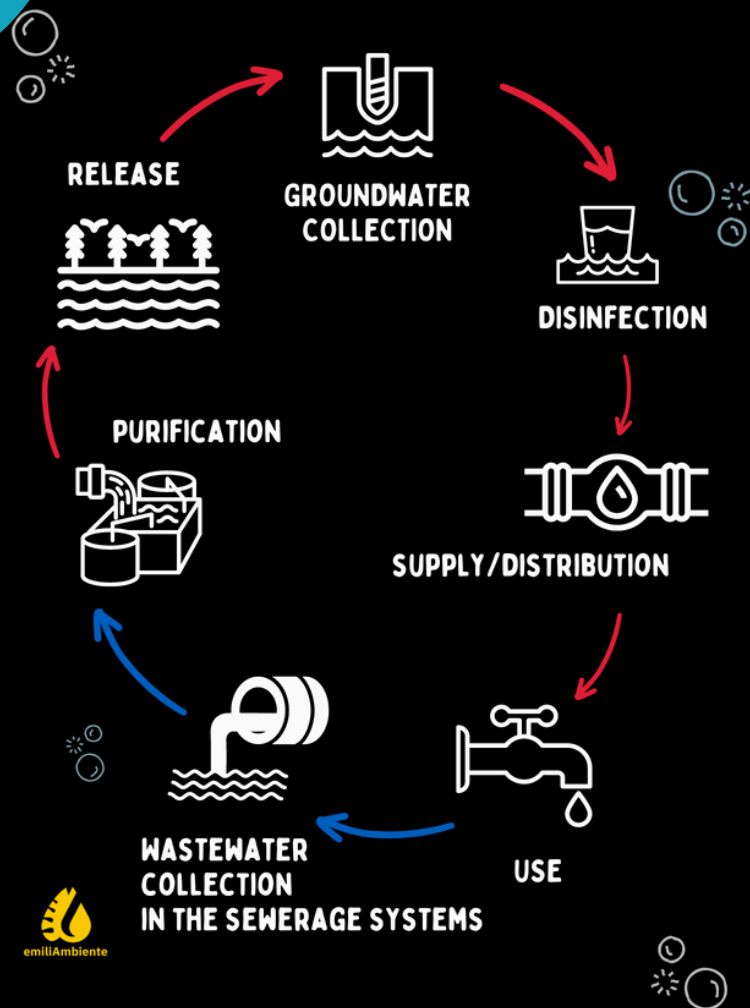 GROUNDWATER
COLLECTION
DISINFECTION
SUPPLY/DISTRIBUTION
USE
WASTEWATER
COLLECTION
IN THE SEWERAGE SYSTEMS
PURIFICATION
RELEASE
emiliAmbiente